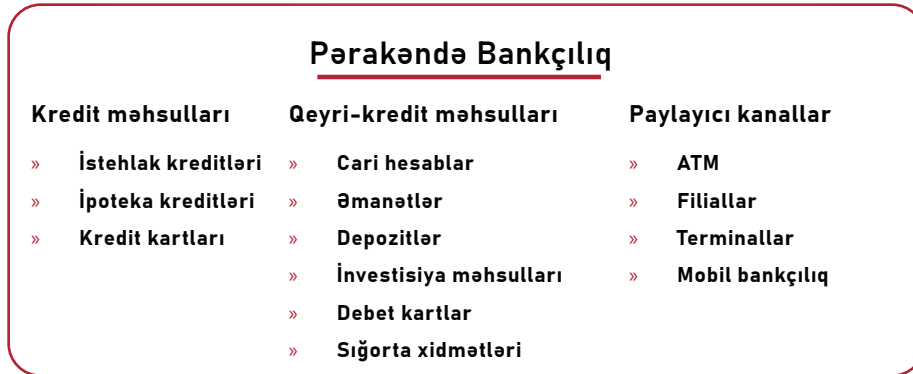 Pərakəndə Bankçılıq
Kredit məhsulları
» İstehlak kreditləri
» İpoteka kreditləri
» Kredit kartları
Qeyri-kredit məhsulları
» Cari hesablar
» Əmanətlər
» Depozitlər
» İnvestisiya məhsulları
» Debet kartlar
» Sığorta xidmətləri
Paylayıcı kanallar
» ATM
» Filiallar
» Terminallar
» Mobil bankçılıq